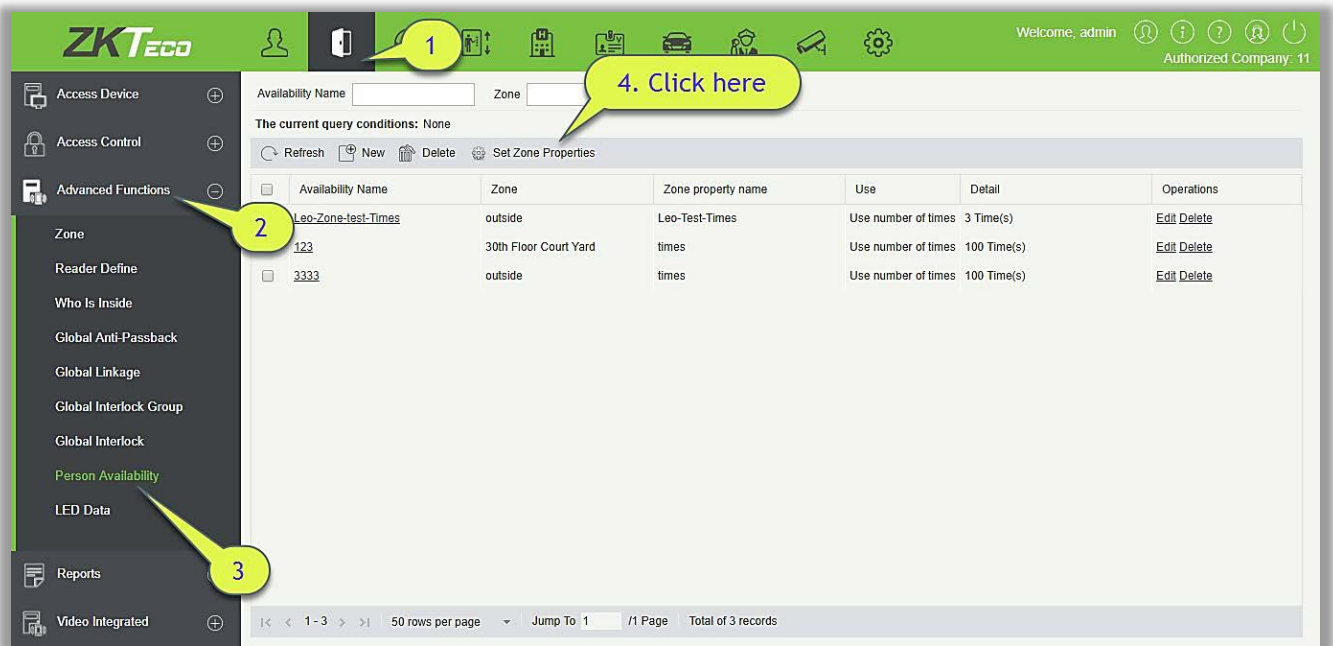 ZKTECO
Welcome, admin
Authorized Company: 11
1
Access Device
Access Control
Advanced Functions
2
Zone
Reader Define
Who Is Inside
Global Anti-Passback
Global Linkage
Global Interlock Group
Global Interlock
Person Availability
LED Data
3
Reports
Video Integrated
Availability Name Zone
4. Click here
The current query conditions: None
Refresh New Delete Set Zone Properties
Availability Name Zone Zone property name Use Detail Operations
Leo-Zone-test-Times outside Leo-Test-Times Use number of times 3 Time(s) Edit Delete
123 30th Floor Court Yard times Use number of times 100 Time(s) Edit Delete
3333 outside times Use number of times 100 Time(s) Edit Delete
|< < 1 - 3 > >| 50 rows per page Jump To 1 /1 Page Total of 3 records